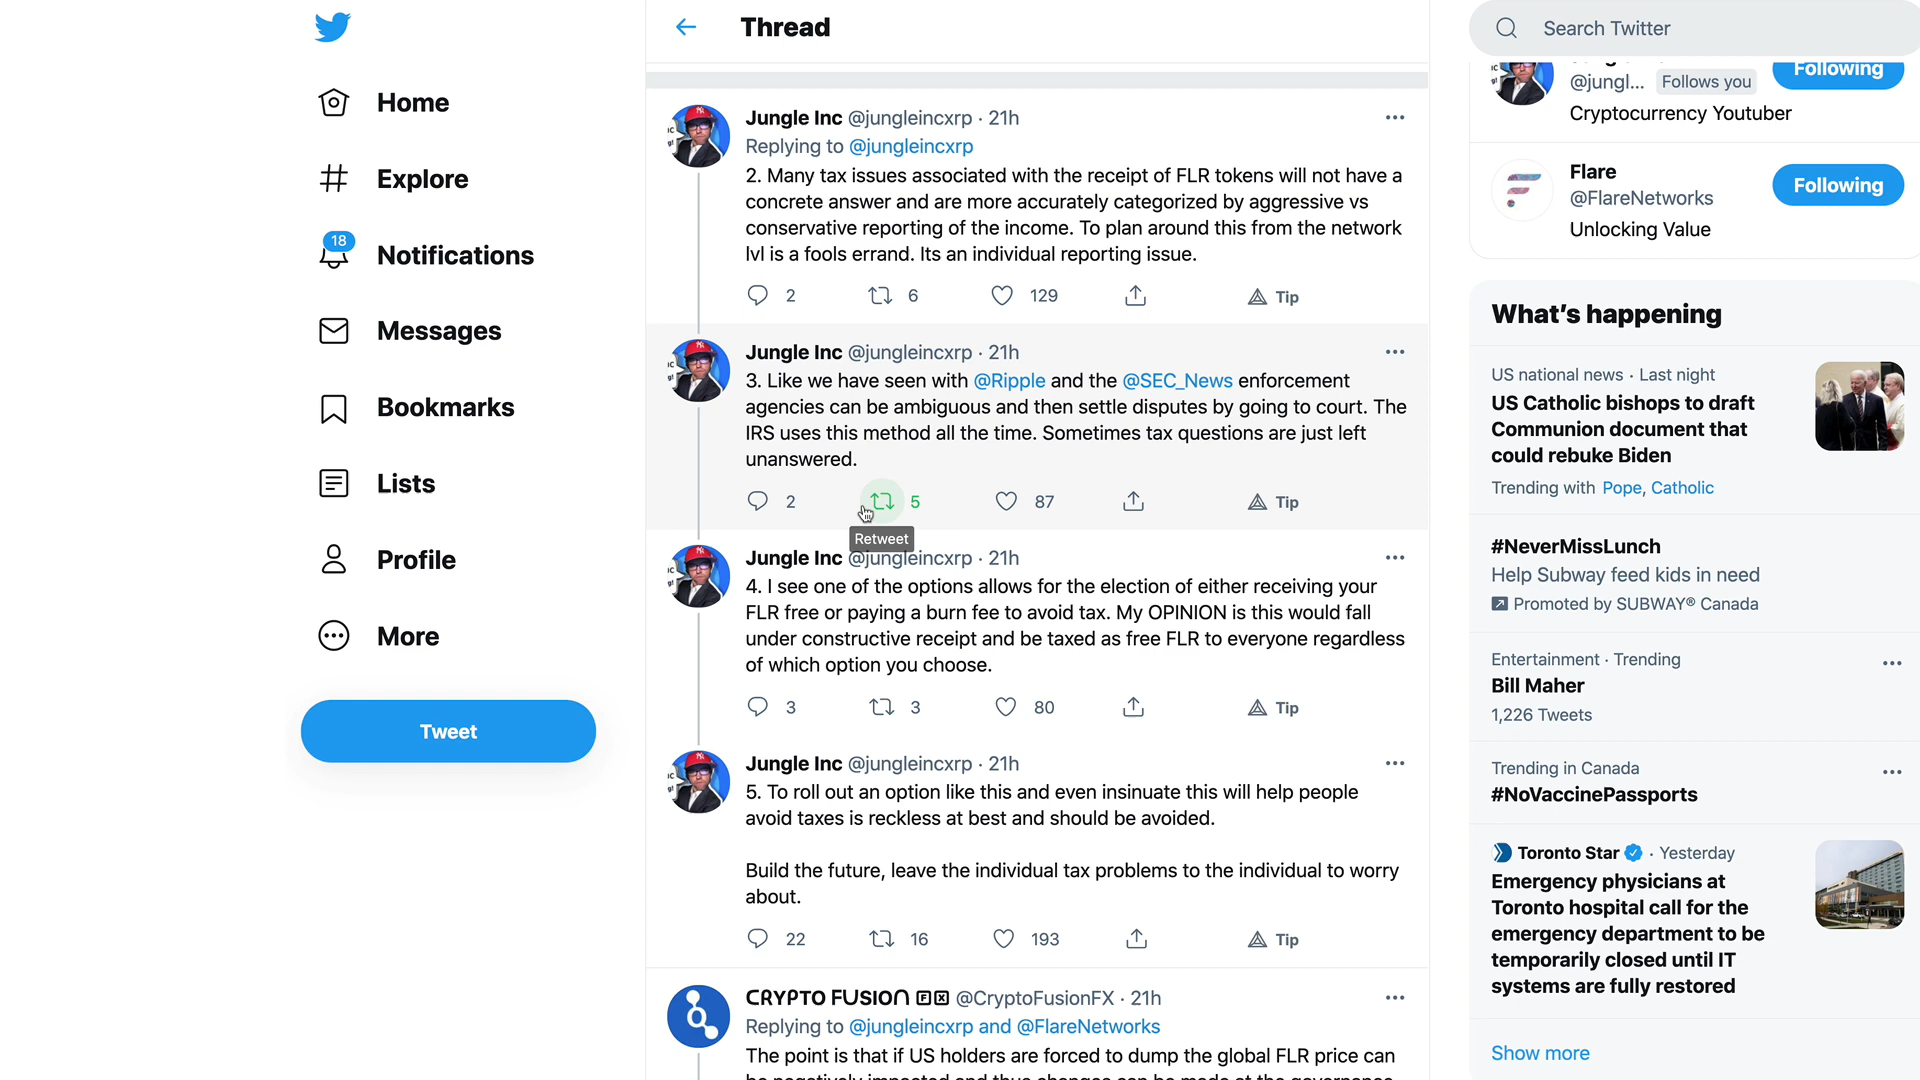 Home
Explore
18
Notifications
Messages
Bookmarks
Lists
Profile
More
Tweet
Thread
Jungle Inc @jungleincxrp · 21h
Replying to @jungleincxrp
2. Many tax issues associated with the receipt of FLR tokens will not have a
concrete answer and are more accurately categorized by aggressive vs
conservative reporting of the income. To plan around this from the network
lvl is a fools errand. Its an individual reporting issue.
2 6 129 Tip
Jungle Inc @jungleincxrp · 21h
3. Like we have seen with @Ripple and the @SEC_News enforcement
agencies can be ambiguous and then settle disputes by going to court. The
IRS uses this method all the time. Sometimes tax questions are just left
unanswered.
2 5 87 Tip
Retweet
Jungle Inc @jungleincxrp · 21h
4. I see one of the options allows for the election of either receiving your
FLR free or paying a burn fee to avoid tax. My OPINION is this would fall
under constructive receipt and be taxed as free FLR to everyone regardless
of which option you choose.
3 3 80 Tip
Jungle Inc @jungleincxrp · 21h
5. To roll out an option like this and even insinuate this will help people
avoid taxes is reckless at best and should be avoided.
Build the future, leave the individual tax problems to the individual to worry
about.
22 16 193 Tip
CRYPTO FUSION FX @CryptoFusionFX · 21h
Replying to @jungleincxrp and @FlareNetworks
The point is that if US holders are forced to dump the global FLR price can
Search Twitter
@jungl... Follows you
Following
Cryptocurrency Youtuber
Flare
@FlareNetworks
Following
Unlocking Value
What's happening
US national news · Last night
US Catholic bishops to draft
Communion document that
could rebuke Biden
Trending with Pope, Catholic
#NeverMissLunch
Help Subway feed kids in need
Promoted by SUBWAY® Canada
Entertainment · Trending
Bill Maher
1,226 Tweets
Trending in Canada
#NoVaccinePassports
Toronto Star · Yesterday
Emergency physicians at
Toronto hospital call for the
emergency department to be
temporarily closed until IT
systems are fully restored
Show more